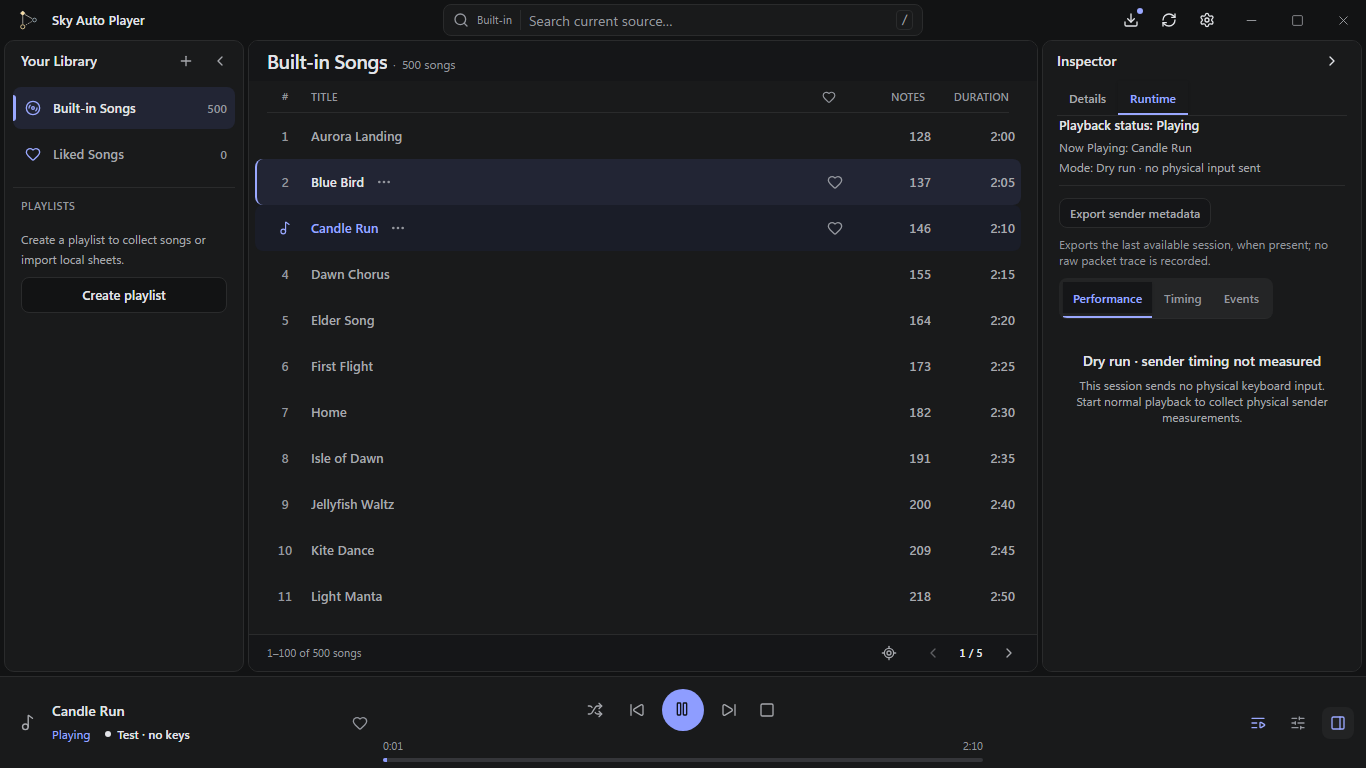 Sky Auto Player
Built-in
Search current source...
/
Your Library
Built-in Songs 500
Liked Songs 0
PLAYLISTS
Create a playlist to collect songs or
import local sheets.
Create playlist
Built-in Songs · 500 songs
# TITLE NOTES DURATION
1 Aurora Landing 128 2:00
2 Blue Bird ··· 137 2:05
Candle Run ··· 146 2:10
4 Dawn Chorus 155 2:15
5 Elder Song 164 2:20
6 First Flight 173 2:25
7 Home 182 2:30
8 Isle of Dawn 191 2:35
9 Jellyfish Waltz 200 2:40
10 Kite Dance 209 2:45
11 Light Manta 218 2:50
1–100 of 500 songs
1 / 5
Inspector
Details Runtime
Playback status: Playing
Now Playing: Candle Run
Mode: Dry run · no physical input sent
Export sender metadata
Exports the last available session, when present; no
raw packet trace is recorded.
Performance Timing Events
Dry run · sender timing not measured
This session sends no physical keyboard input.
Start normal playback to collect physical sender
measurements.
Candle Run
Playing ● Test · no keys
0:01 2:10